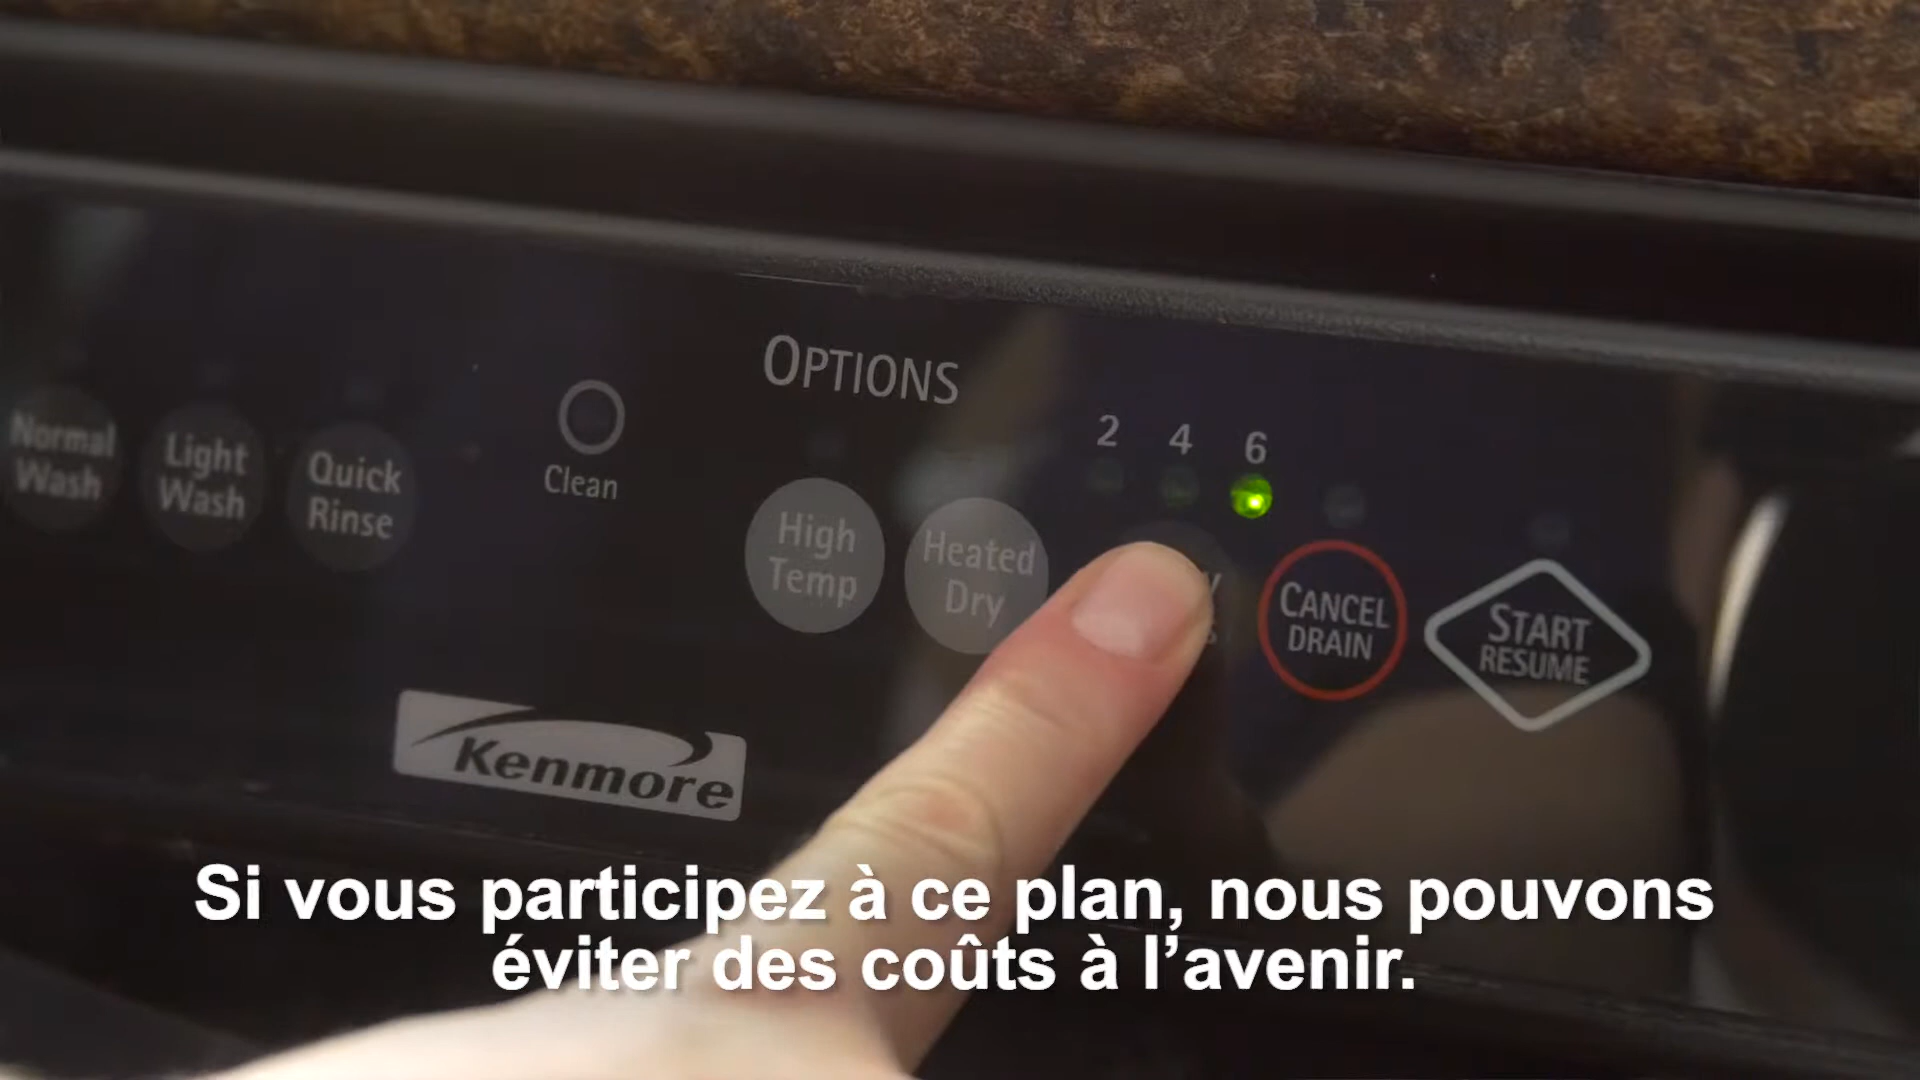 OPTIONS
2 4 6
Normal
Wash
Light
Wash
Quick
Rinse
Clean
High
Temp
Heated
Dry
CANCEL
DRAIN
START
RESUME
Kenmore
Si vous participez à ce plan, nous pouvons
éviter des coûts à l’avenir.